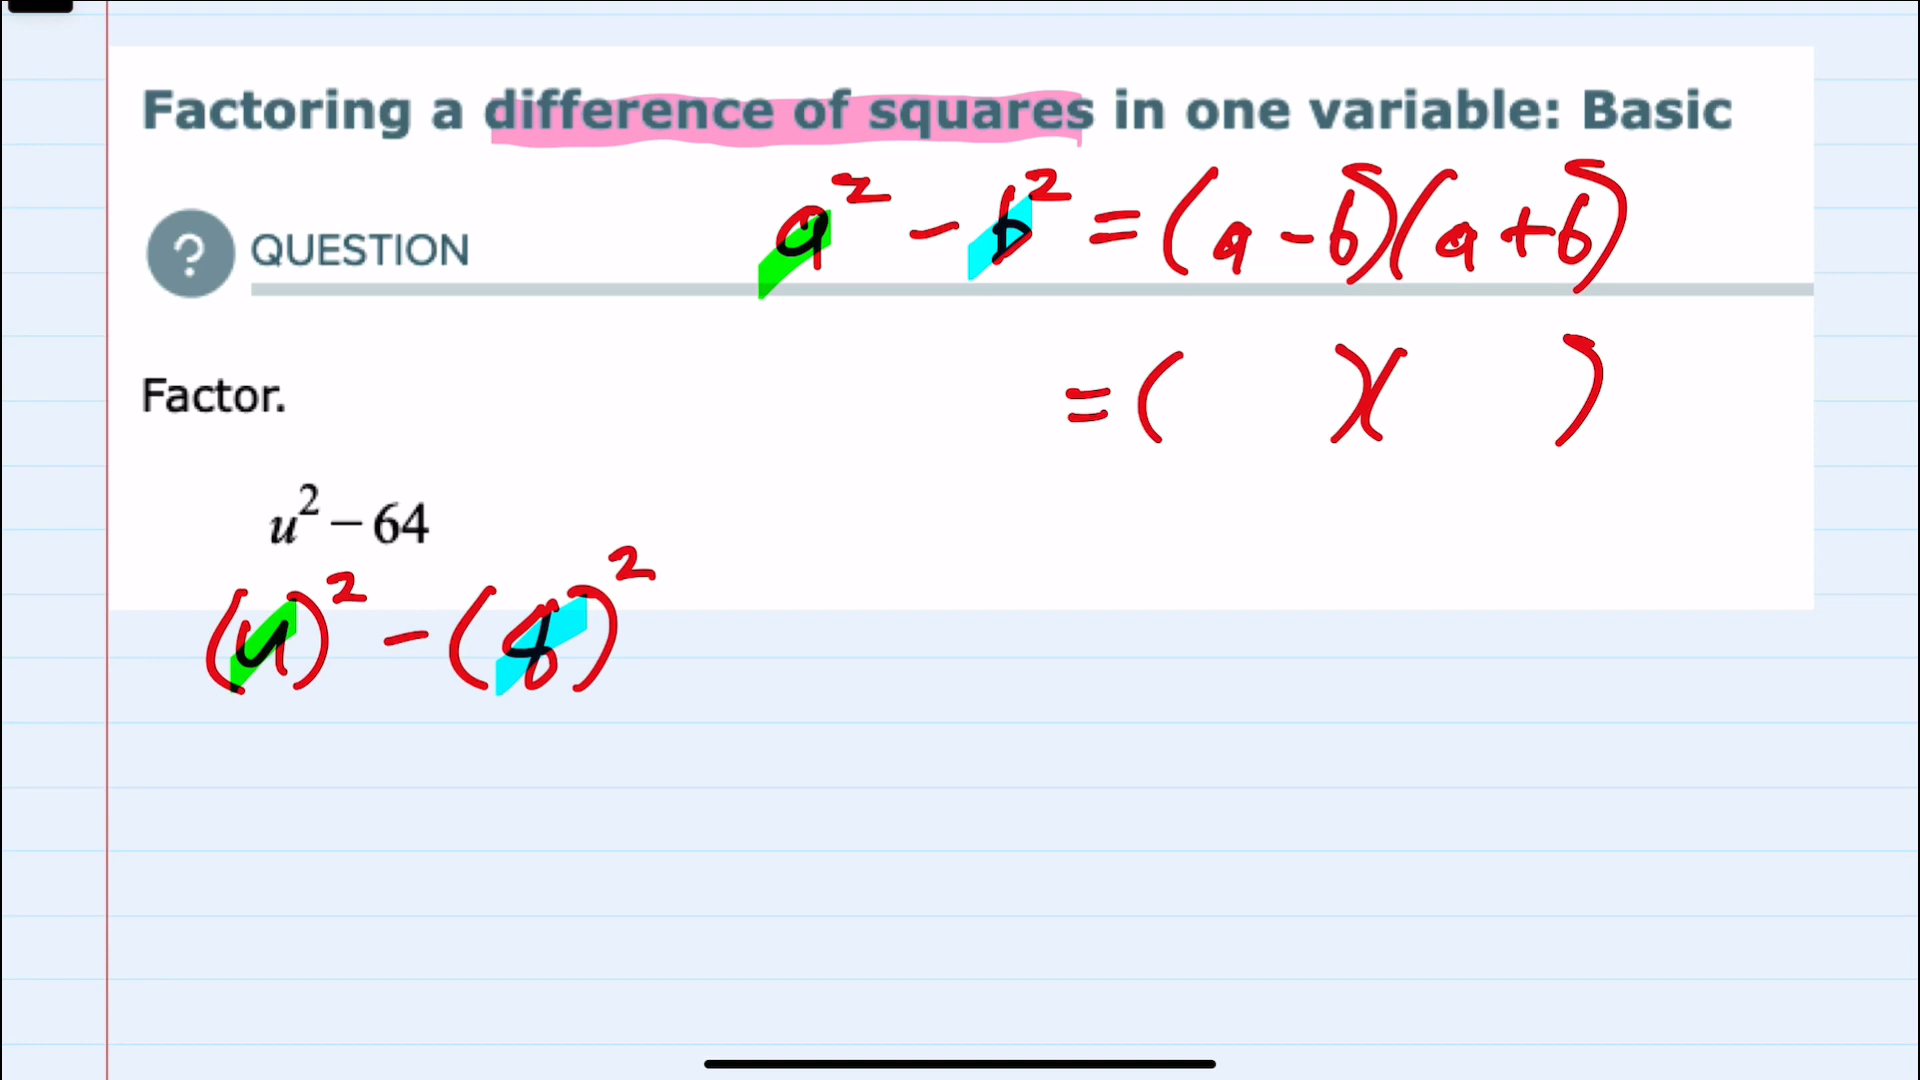 Factoring a difference of squares in one variable: Basic
? QUESTION
a² - b² = (a - b)(a + b)
= (    )(    )
Factor.
u² − 64
(u)² - (8)²